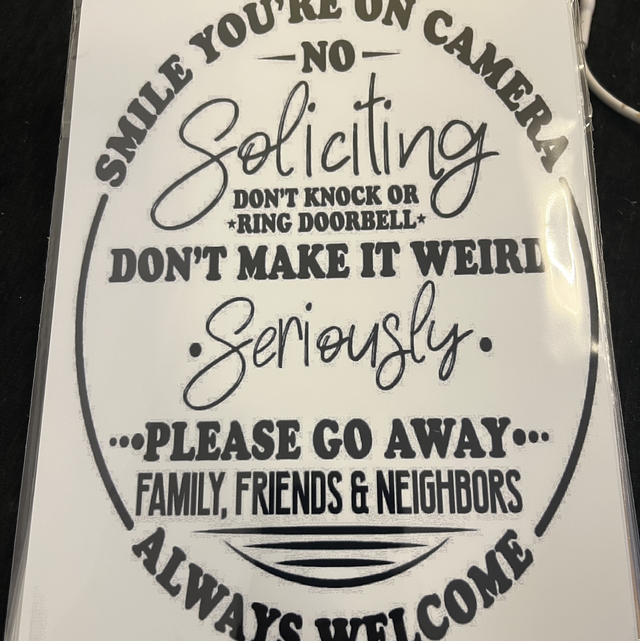 SMILE YOU'RE ON CAMERA
NO
Soliciting
DON'T KNOCK OR
*RING DOORBELL*
DON'T MAKE IT WEIRD
Seriously
PLEASE GO AWAY
FAMILY, FRIENDS & NEIGHBORS
ALWAYS WELCOME